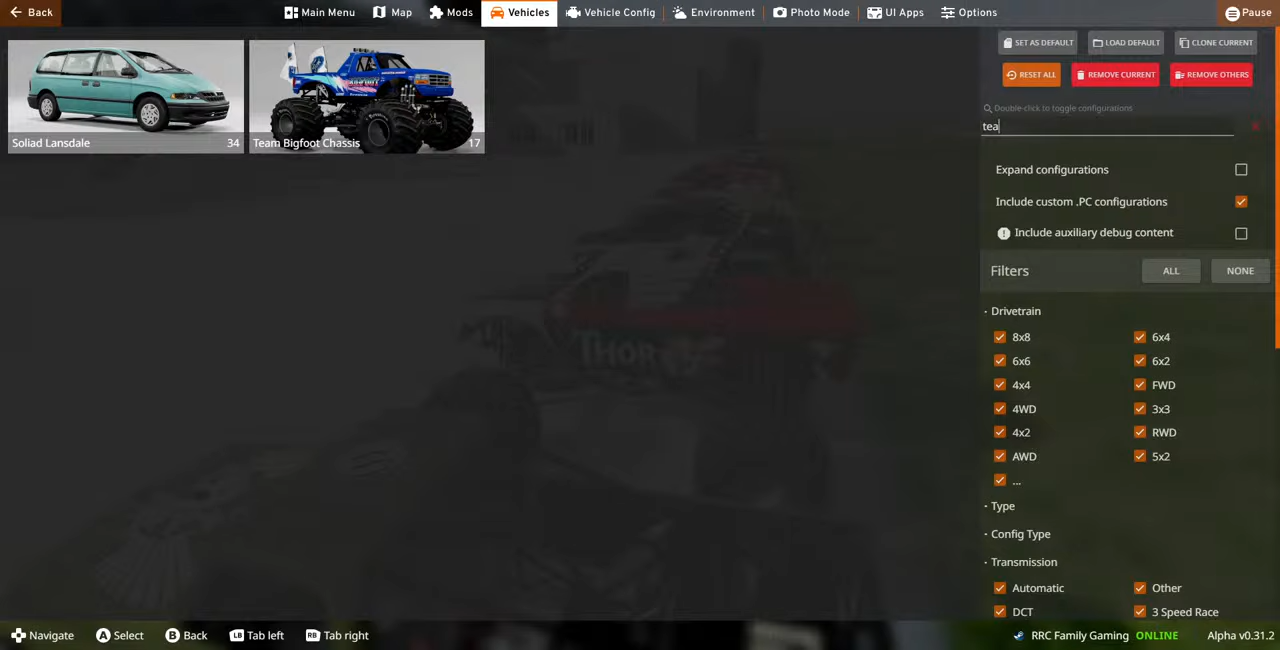 Back
Main Menu
Map
Mods
Vehicles
Vehicle Config
Environment
Photo Mode
UI Apps
Options
Pause
SET AS DEFAULT
LOAD DEFAULT
CLONE CURRENT
RESET ALL
REMOVE CURRENT
REMOVE OTHERS
Double-click to toggle configurations
tea
Soliad Lansdale 34
Team Bigfoot Chassis 17
Expand configurations
Include custom .PC configurations
Include auxiliary debug content
Filters
ALL
NONE
- Drivetrain
8x8
6x4
6x6
6x2
4x4
FWD
4WD
3x3
4x2
RWD
AWD
5x2
...
- Type
- Config Type
- Transmission
Automatic
Other
DCT
3 Speed Race
THOR
Navigate
A Select
B Back
LB Tab left
RB Tab right
RRC Family Gaming ONLINE
Alpha v0.31.2